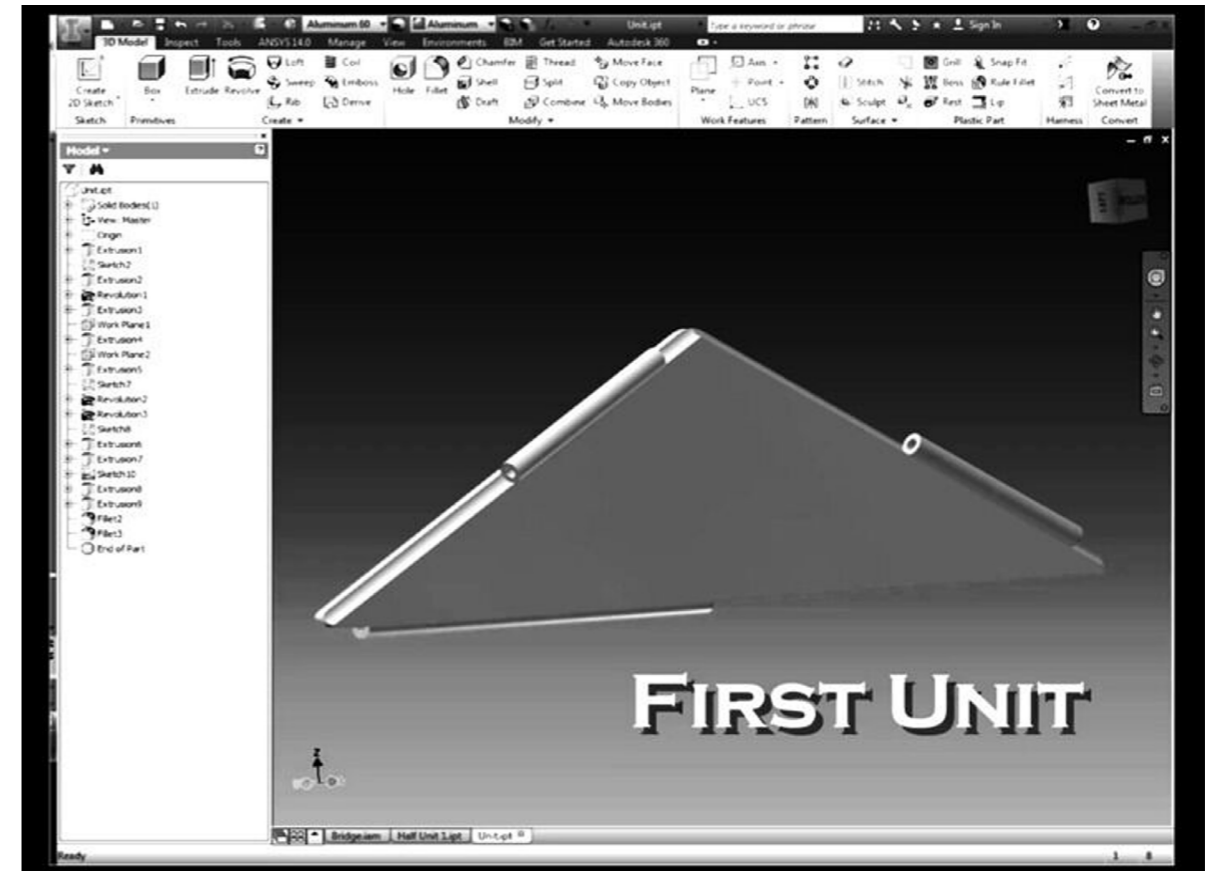 Aluminum 60 Aluminum Unit.ipt Type a keyword or phrase Sign In
3D Model Inspect Tools ANSYS 14.0 Manage View Environments BIM Get Started Autodesk 360
Create 2D Sketch
Box
Extrude Revolve
Loft Coil
Sweep Emboss
Rib Derive
Hole Fillet
Chamfer Thread Move Face
Shell Split Copy Object
Draft Combine Move Bodies
Plane
Axis
Point
UCS
Stitch
Sculpt
Grill Snap Fit
Boss Rule Fillet
Rest Lip
Convert to Sheet Metal
Sketch Primitives Create Modify Work Features Pattern Surface Plastic Part Harness Convert
Model
Unit.ipt
Solid Bodies(1)
View: Master
Origin
Extrusion1
Sketch2
Extrusion2
Revolution1
Extrusion3
Work Plane1
Extrusion4
Work Plane2
Extrusion5
Sketch7
Revolution2
Revolution3
Sketch8
Extrusion6
Extrusion7
Sketch10
Extrusion8
Extrusion9
Fillet2
Fillet3
End of Part
LEFT
FIRST UNIT
Z
Bridge.iam Half Unit 1.ipt Unit.ipt
Ready 1 8